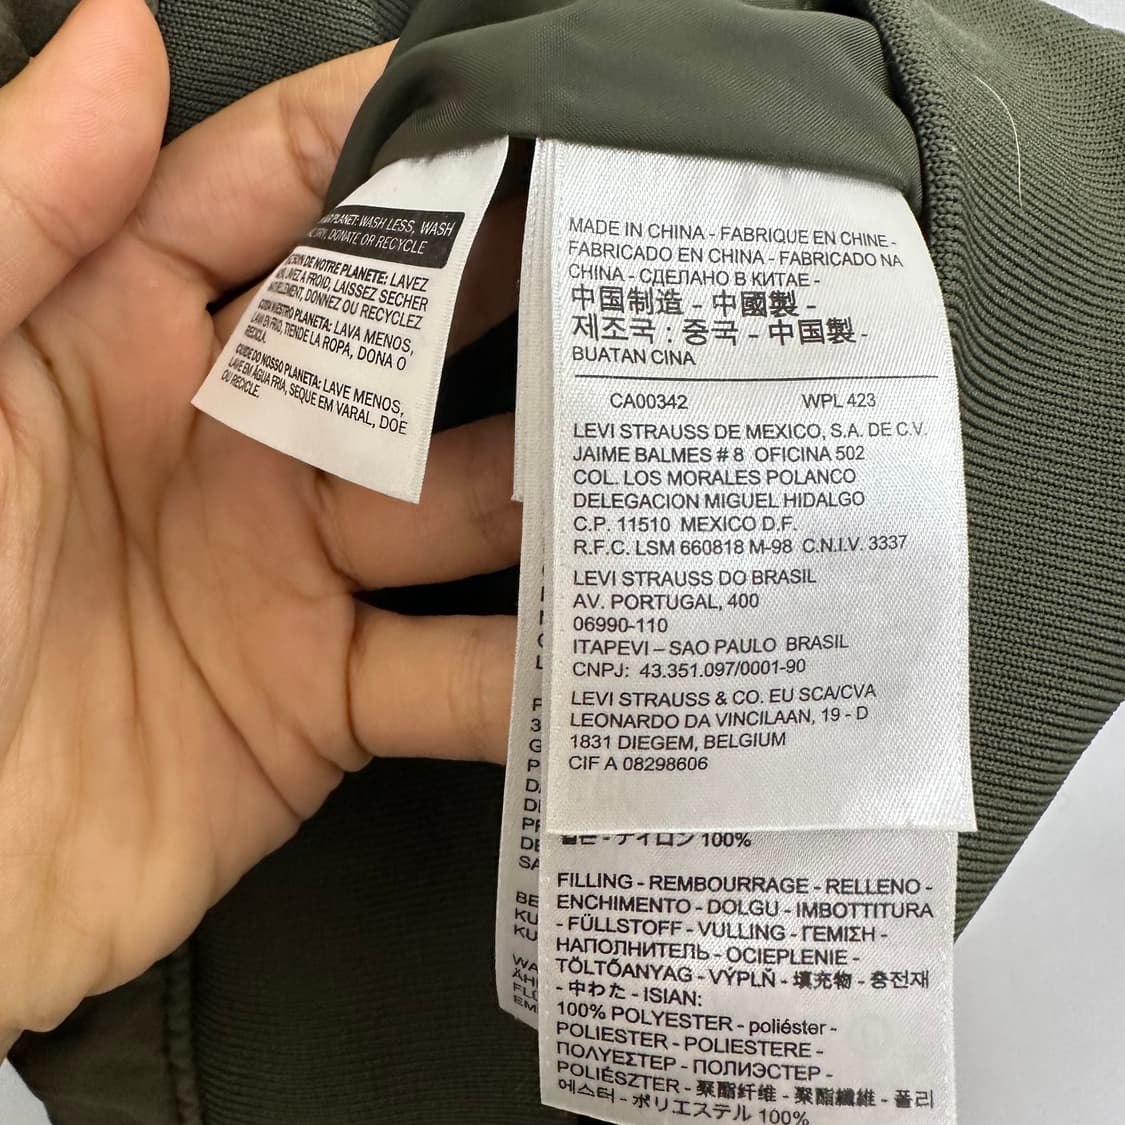 PLANET: WASH LESS, WASH
DRY, DONATE OR RECYCLE
DE NOTRE PLANETE: LAVEZ
LAVEZ A FROID, LAISSEZ SECHER
DONNEZ OU RECYCLEZ
NUESTRO PLANETA: LAVA MENOS,
LAVA EN FRIO, TIENDE LA ROPA, DONA O
RECICLA.
CUIDE DO NOSSO PLANETA: LAVE MENOS,
LAVE EM ÁGUA FRIA, SEQUE EM VARAL, DOE
OU RECICLE.
MADE IN CHINA - FABRIQUE EN CHINE -
FABRICADO EN CHINA - FABRICADO NA
CHINA - СДЕЛАНО В КИТАЕ -
中国制造 - 中國製 -
제조국 : 중국 - 中国製 -
BUATAN CINA
CA00342 WPL 423
LEVI STRAUSS DE MEXICO, S.A. DE C.V.
JAIME BALMES # 8 OFICINA 502
COL. LOS MORALES POLANCO
DELEGACION MIGUEL HIDALGO
C.P. 11510 MEXICO D.F.
R.F.C. LSM 660818 M-98 C.N.I.V. 3337
LEVI STRAUSS DO BRASIL
AV. PORTUGAL, 400
06990-110
ITAPEVI – SAO PAULO BRASIL
CNPJ: 43.351.097/0001-90
LEVI STRAUSS & CO. EU SCA/CVA
LEONARDO DA VINCILAAN, 19 - D
1831 DIEGEM, BELGIUM
CIF A 08298606
ナイロン 100%
FILLING - REMBOURRAGE - RELLENO -
ENCHIMENTO - DOLGU - IMBOTTITURA
- FÜLLSTOFF - VULLING - ΓΕΜΙΣΗ -
НАПОЛНИТЕЛЬ - OCIEPLENIE -
TÖLTŐANYAG - VÝPLŇ - 填充物 - 충전재
- 中わた - ISIAN:
100% POLYESTER - poliéster -
POLIESTER - POLIESTERE -
ΠΟΛΥΕΣΤΕΡ - ПОЛИЭСТЕР -
POLIÉSZTER - 聚酯纤维 - 聚酯纖維 - 폴리
에스터 - ポリエステル 100%